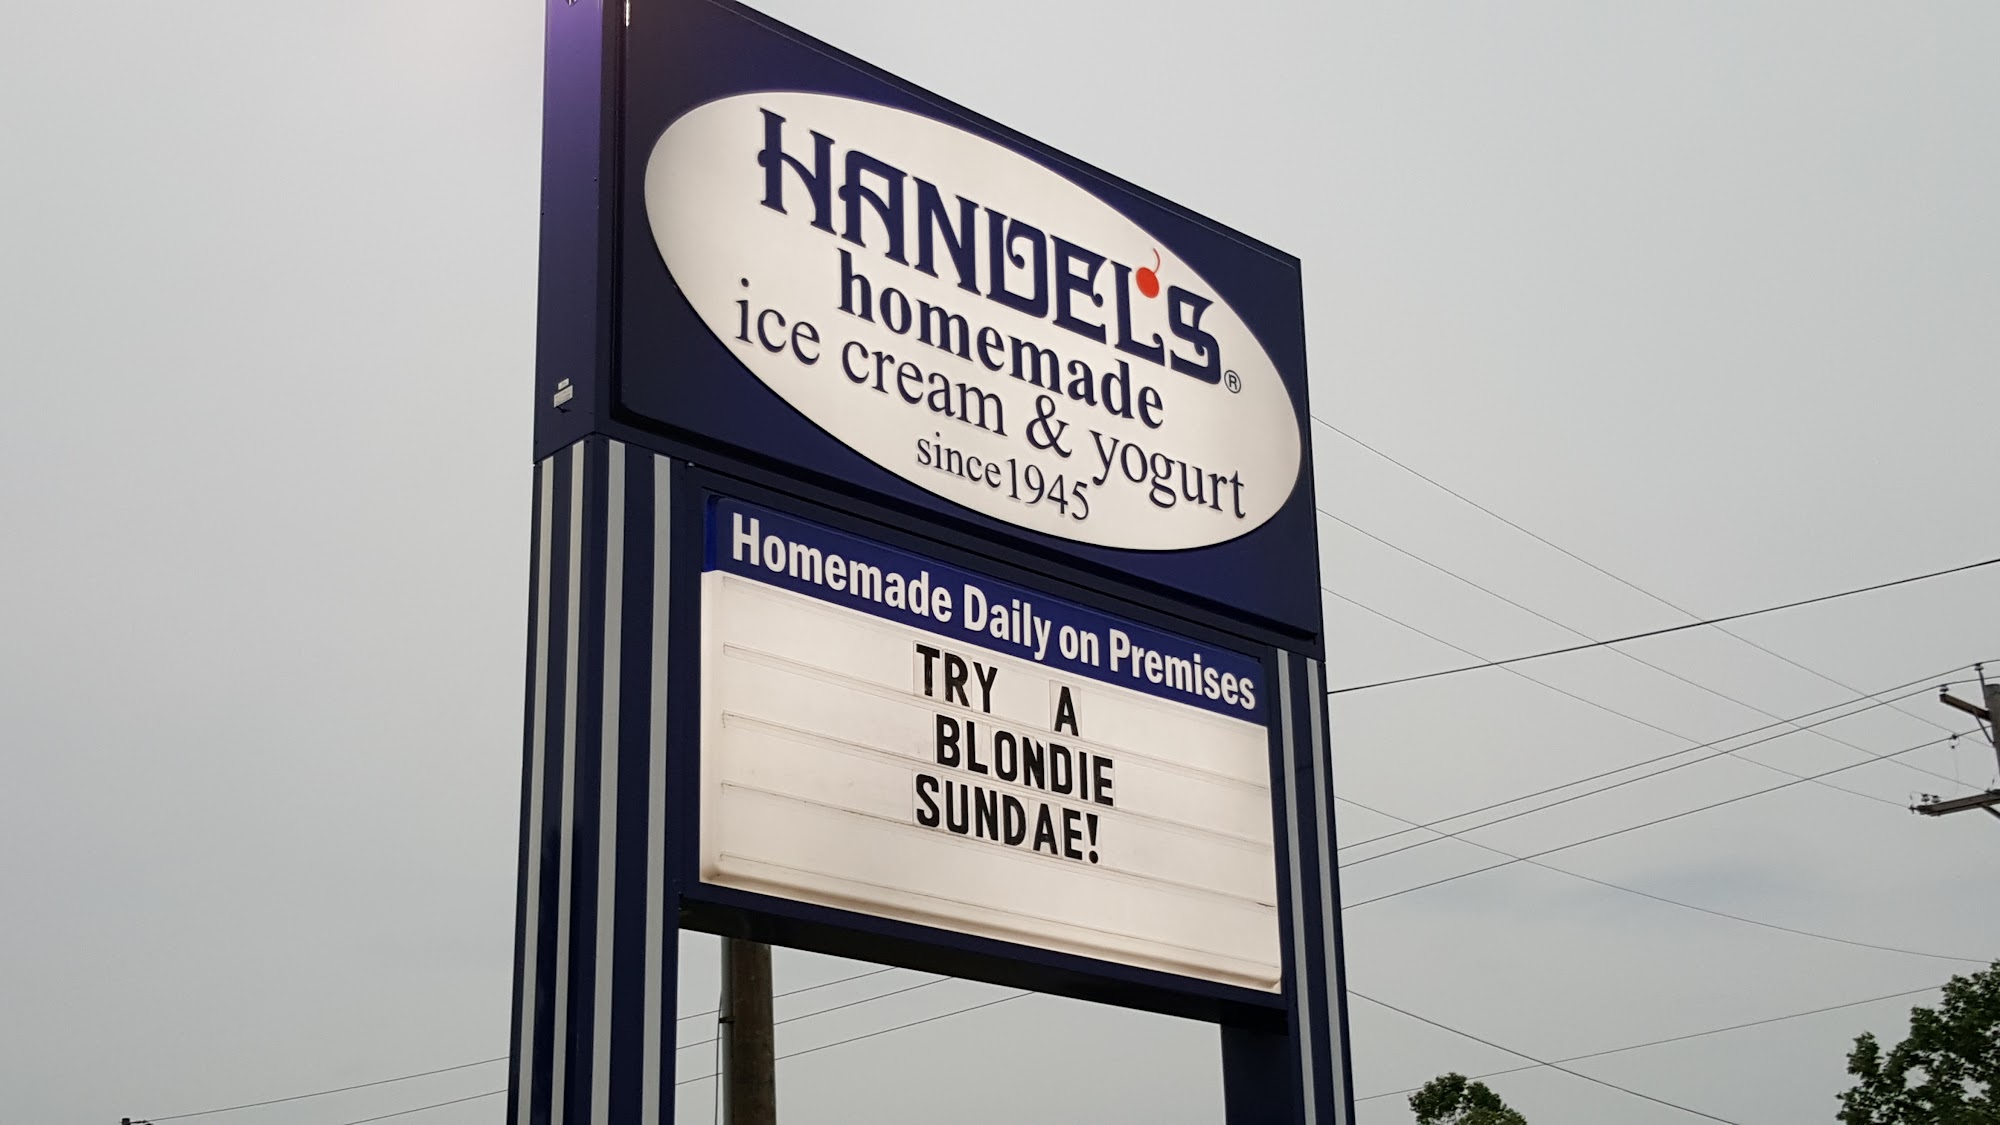 HANDEL'S®
homemade
ice cream & yogurt
since 1945
Homemade Daily on Premises
TRY A
BLONDIE
SUNDAE!